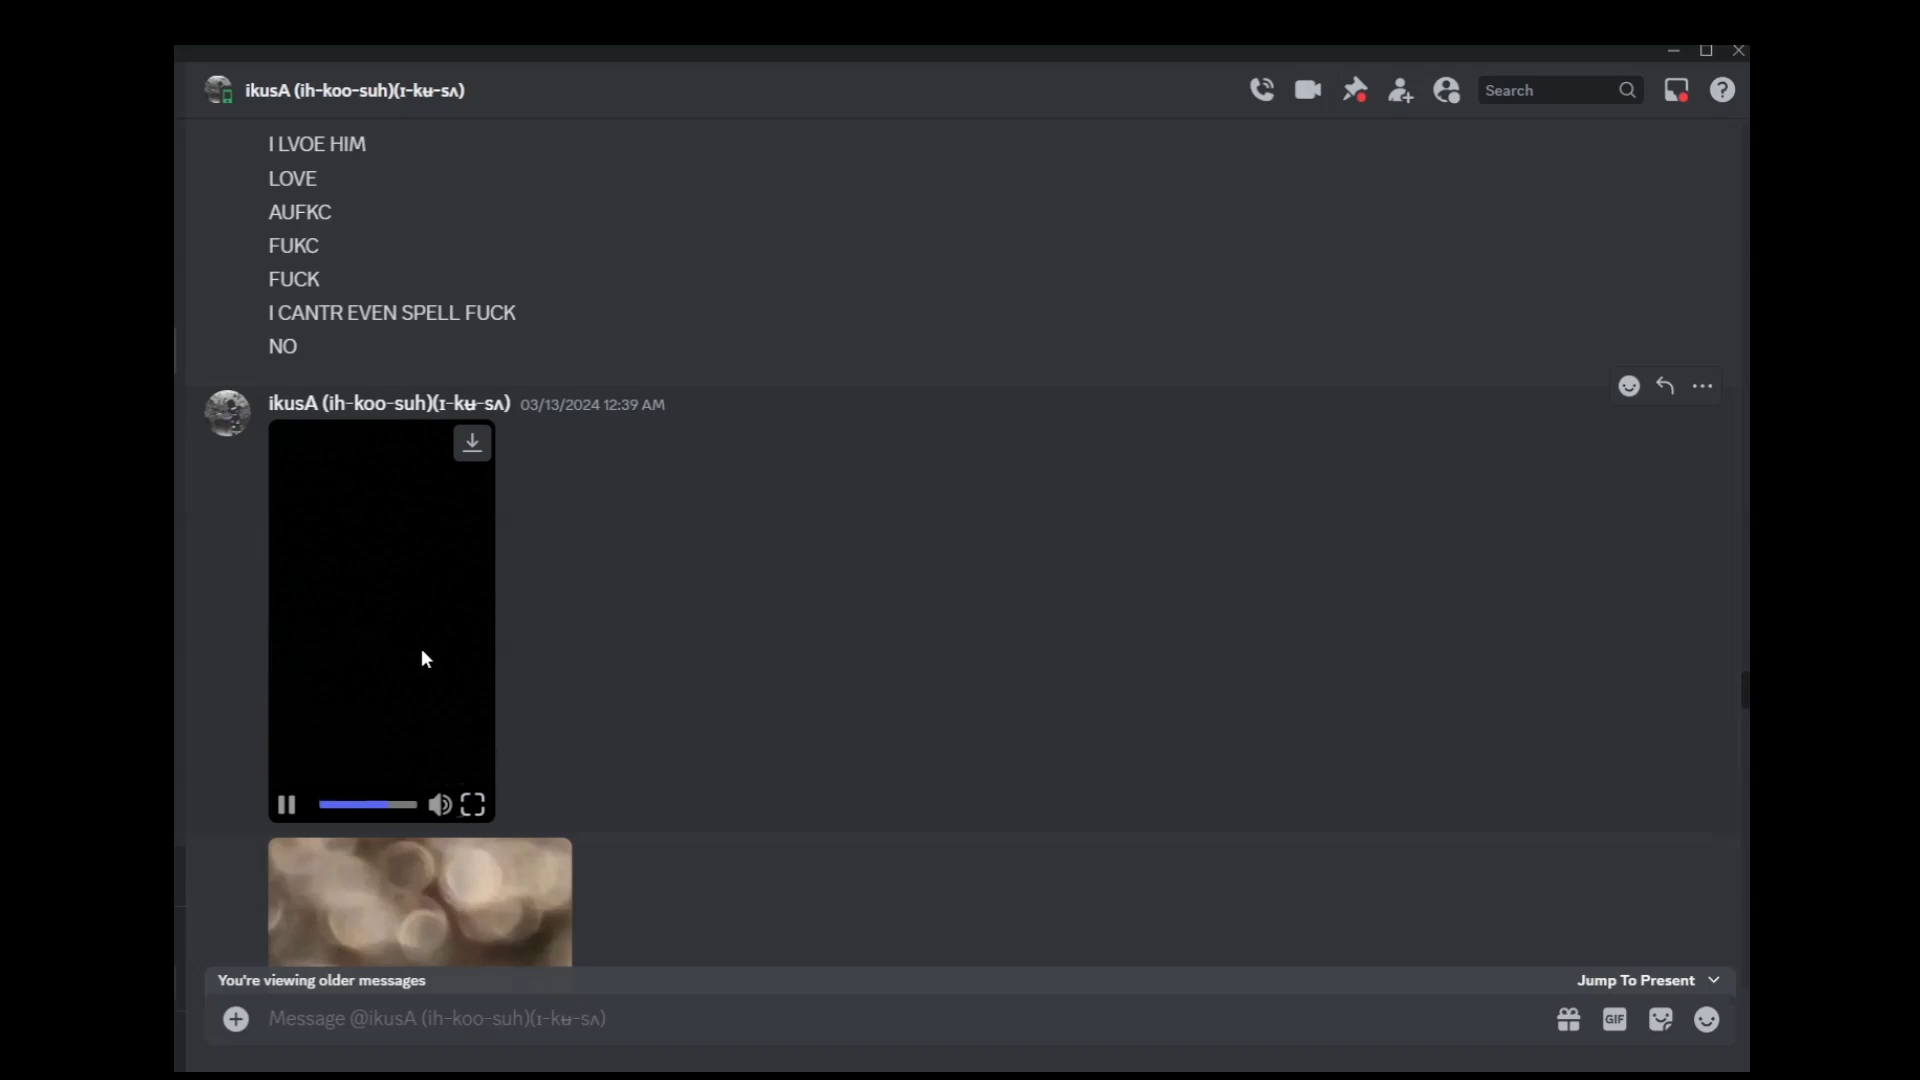 ikusA (ih-koo-suh)(ɪ-kʉ-sʌ)
Search
I LVOE HIM
LOVE
AUFKC
FUKC
FUCK
I CANTR EVEN SPELL FUCK
NO
ikusA (ih-koo-suh)(ɪ-kʉ-sʌ) 03/13/2024 12:39 AM
You're viewing older messages Jump To Present
Message @ikusA (ih-koo-suh)(ɪ-kʉ-sʌ)
GIF